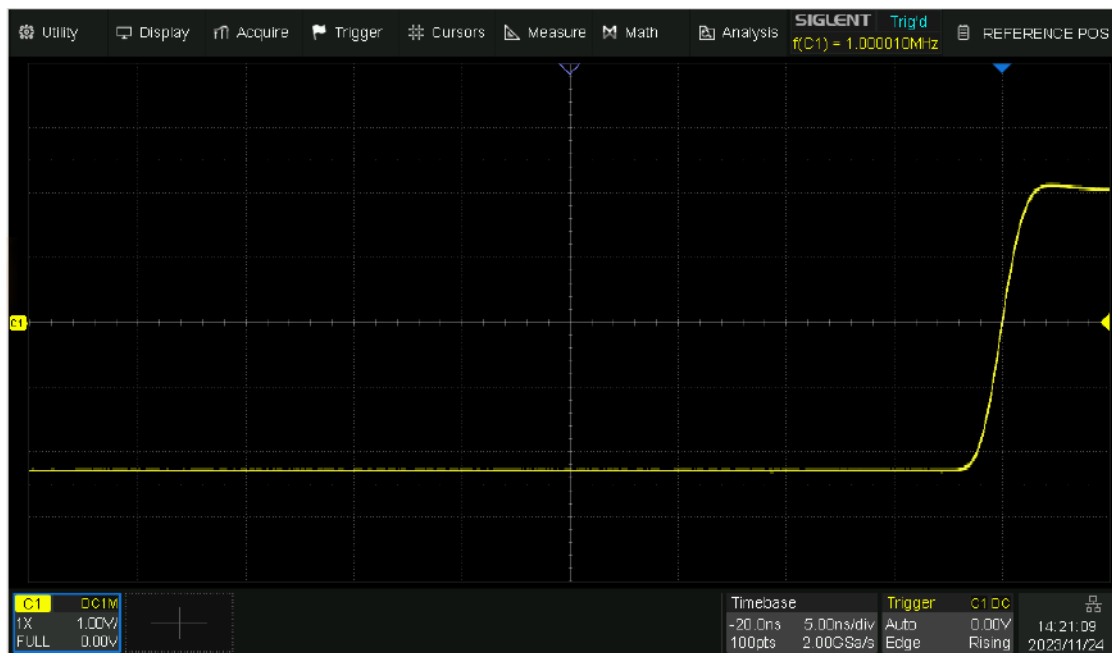 Utility Display Acquire Trigger Cursors Measure Math Analysis SIGLENT Trig'd REFERENCE POS
f(C1) = 1.000010MHz
C1
C1 DC1M
1X 1.00V/
FULL 0.00V
Timebase
-20.0ns 5.00ns/div
100pts 2.00GSa/s
Trigger C1 DC
Auto 0.00V
Edge Rising
14:21:09
2023/11/24